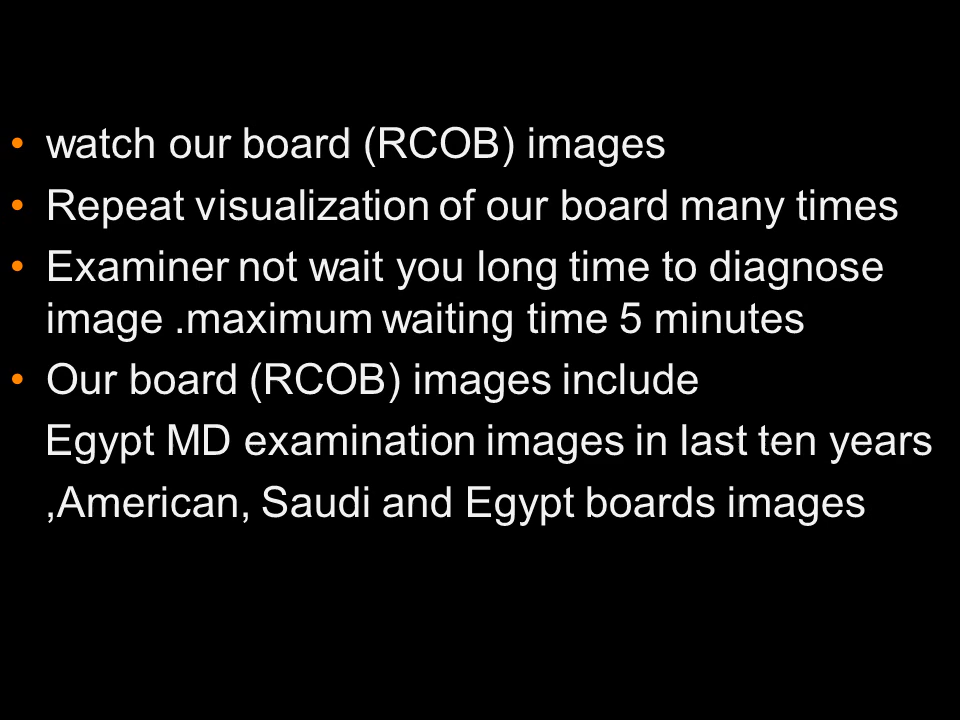 • watch our board (RCOB) images
• Repeat visualization of our board many times
• Examiner not wait you long time to diagnose
image .maximum waiting time 5 minutes
• Our board (RCOB) images include
Egypt MD examination images in last ten years
,American, Saudi and Egypt boards images